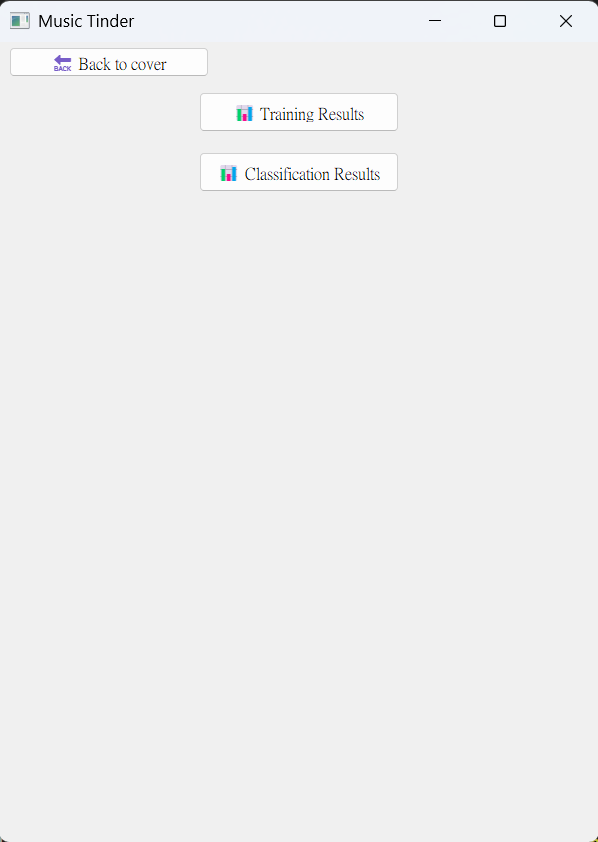 Music Tinder
BACK Back to cover
Training Results
Classification Results